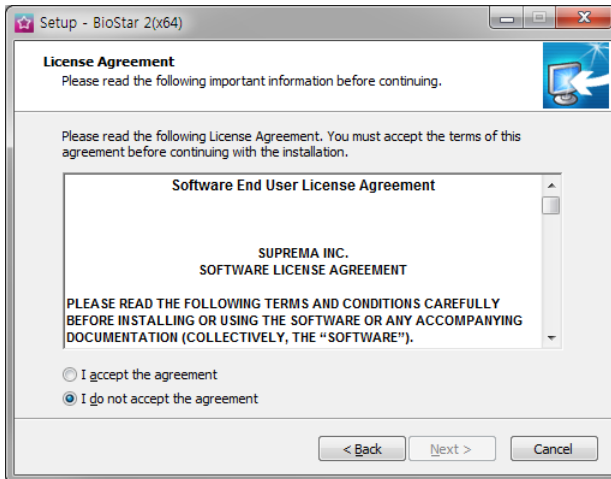 Setup - BioStar 2(x64)
License Agreement
Please read the following important information before continuing.
Please read the following License Agreement. You must accept the terms of this
agreement before continuing with the installation.
Software End User License Agreement
SUPREMA INC.
SOFTWARE LICENSE AGREEMENT
PLEASE READ THE FOLLOWING TERMS AND CONDITIONS CAREFULLY
BEFORE INSTALLING OR USING THE SOFTWARE OR ANY ACCOMPANYING
DOCUMENTATION (COLLECTIVELY, THE “SOFTWARE”).
I accept the agreement
I do not accept the agreement
< Back Next > Cancel